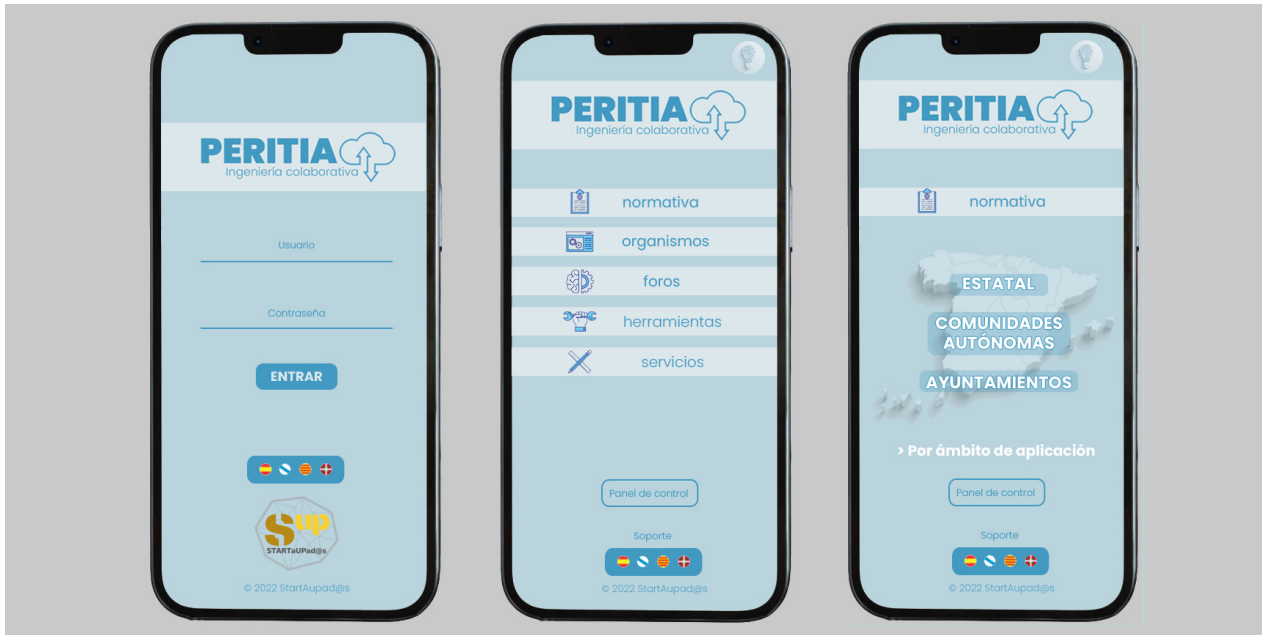 PERITIA
Ingeniería colaborativa
Usuario
Contraseña
ENTRAR
Sup
STARTaUPad@s
© 2022 StartAupad@s
PERITIA
Ingeniería colaborativa
normativa
organismos
foros
herramientas
servicios
Panel de control
Soporte
© 2022 StartAupad@s
PERITIA
Ingeniería colaborativa
normativa
ESTATAL
COMUNIDADES
AUTÓNOMAS
AYUNTAMIENTOS
> Por ámbito de aplicación
Panel de control
Soporte
© 2022 StartAupad@s